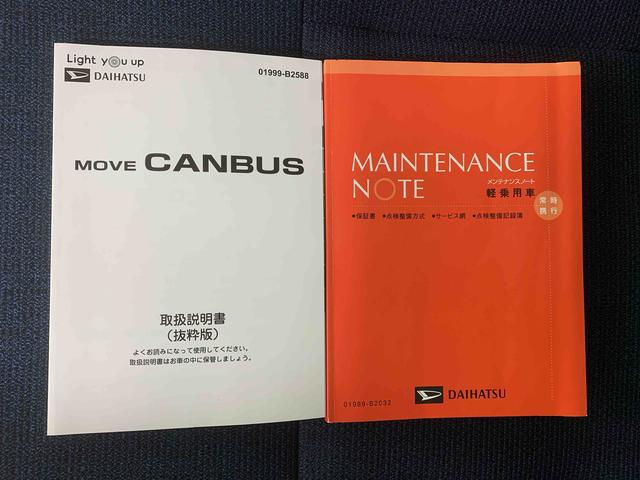 Light you up
DAIHATSU
01999-B2588
MOVE CANBUS
取扱説明書
(抜粋版)
よくお読みになって使用してください。
取扱説明書はお車の中に保管しましょう。
MAINTENANCE
NOTE
メンテナンスノート
軽乗用車
常時
携行
●保証書 ●点検整備方式 ●サービス網 ●点検整備記録簿
DAIHATSU
01989-B2032